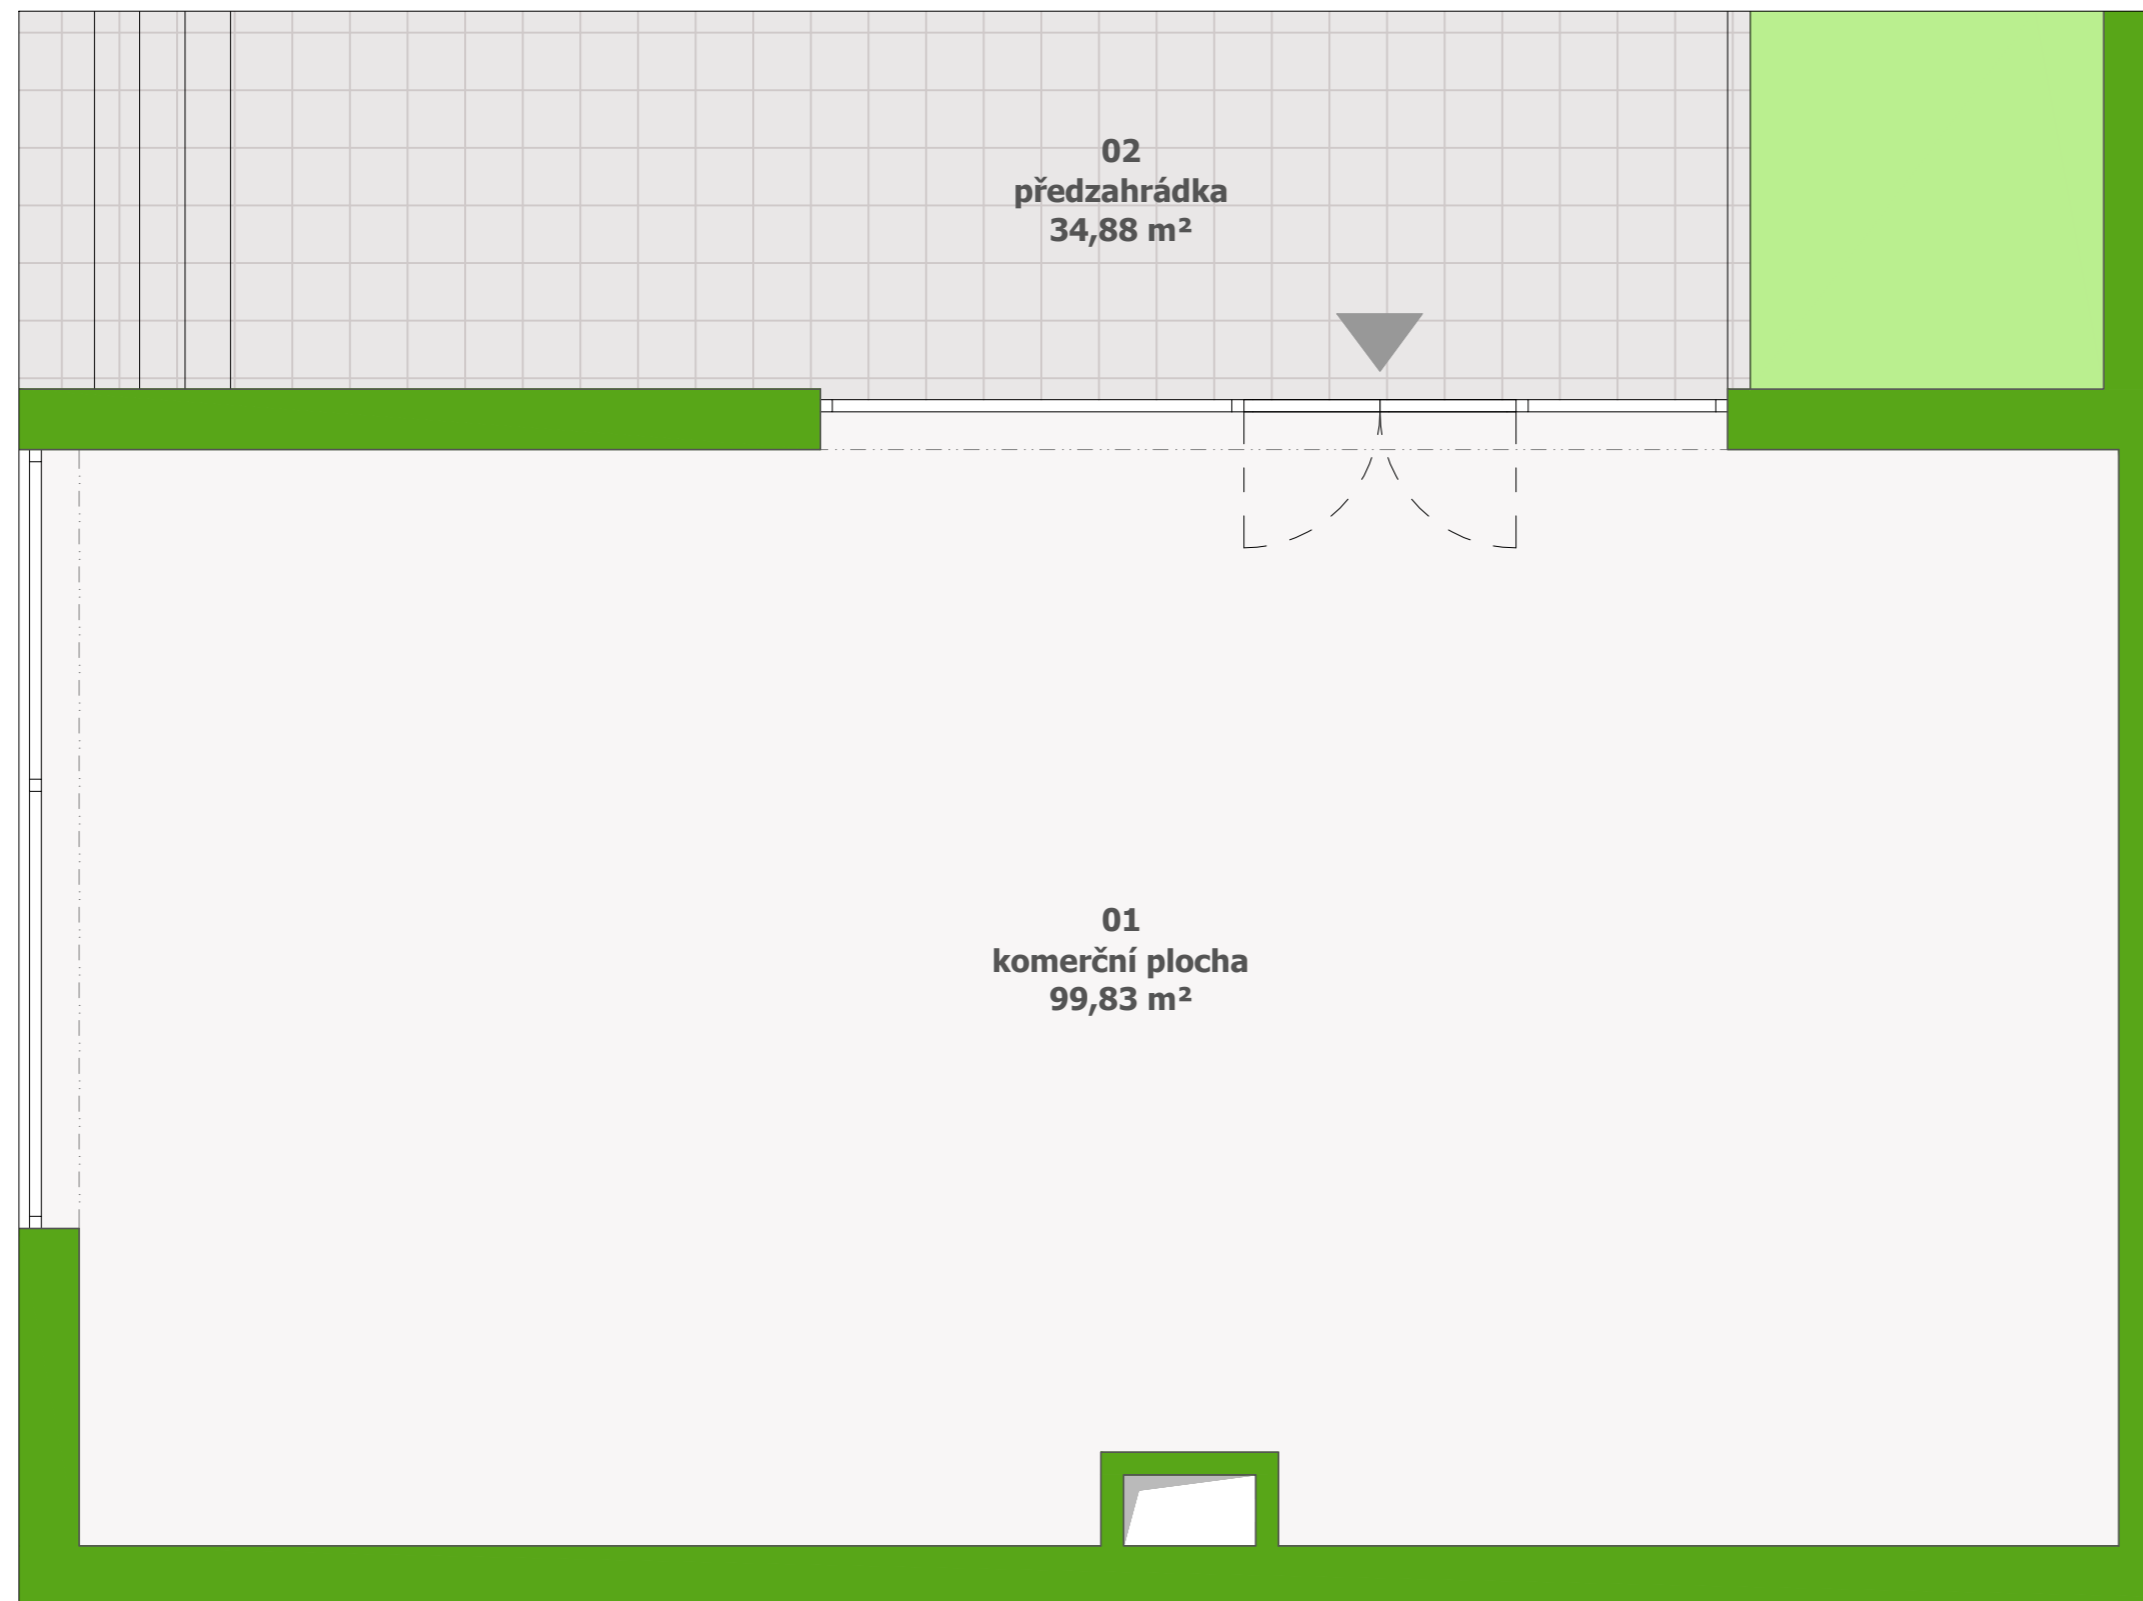 02
předzahrádka
34,88 m²
01
komerční plocha
99,83 m²